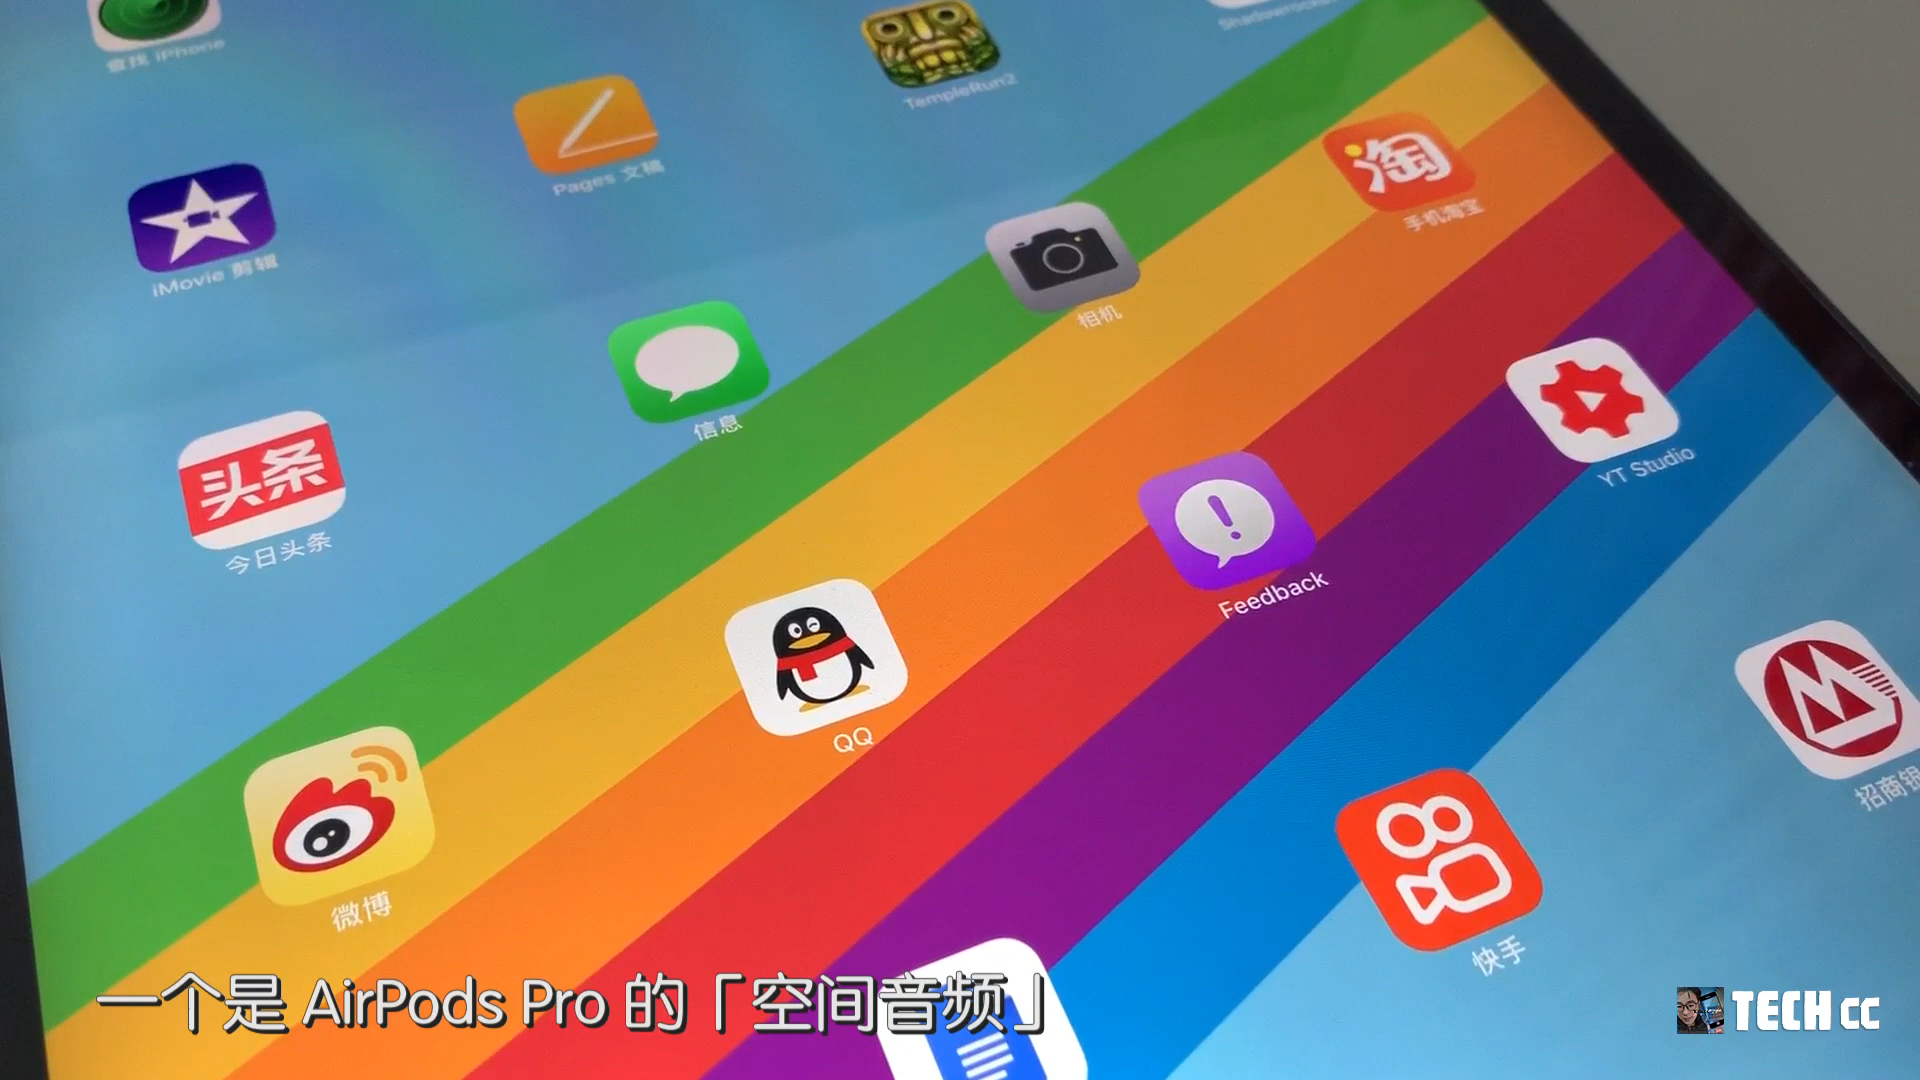 查找 iPhone
TempleRun2
Shadowrocket
Pages 文稿
淘
手机淘宝
iMovie 剪辑
相机
信息
YT Studio
头条
今日头条
Feedback
QQ
招商银
微博
快手
一个是 AirPods Pro 的「空间音频」
TECH cc